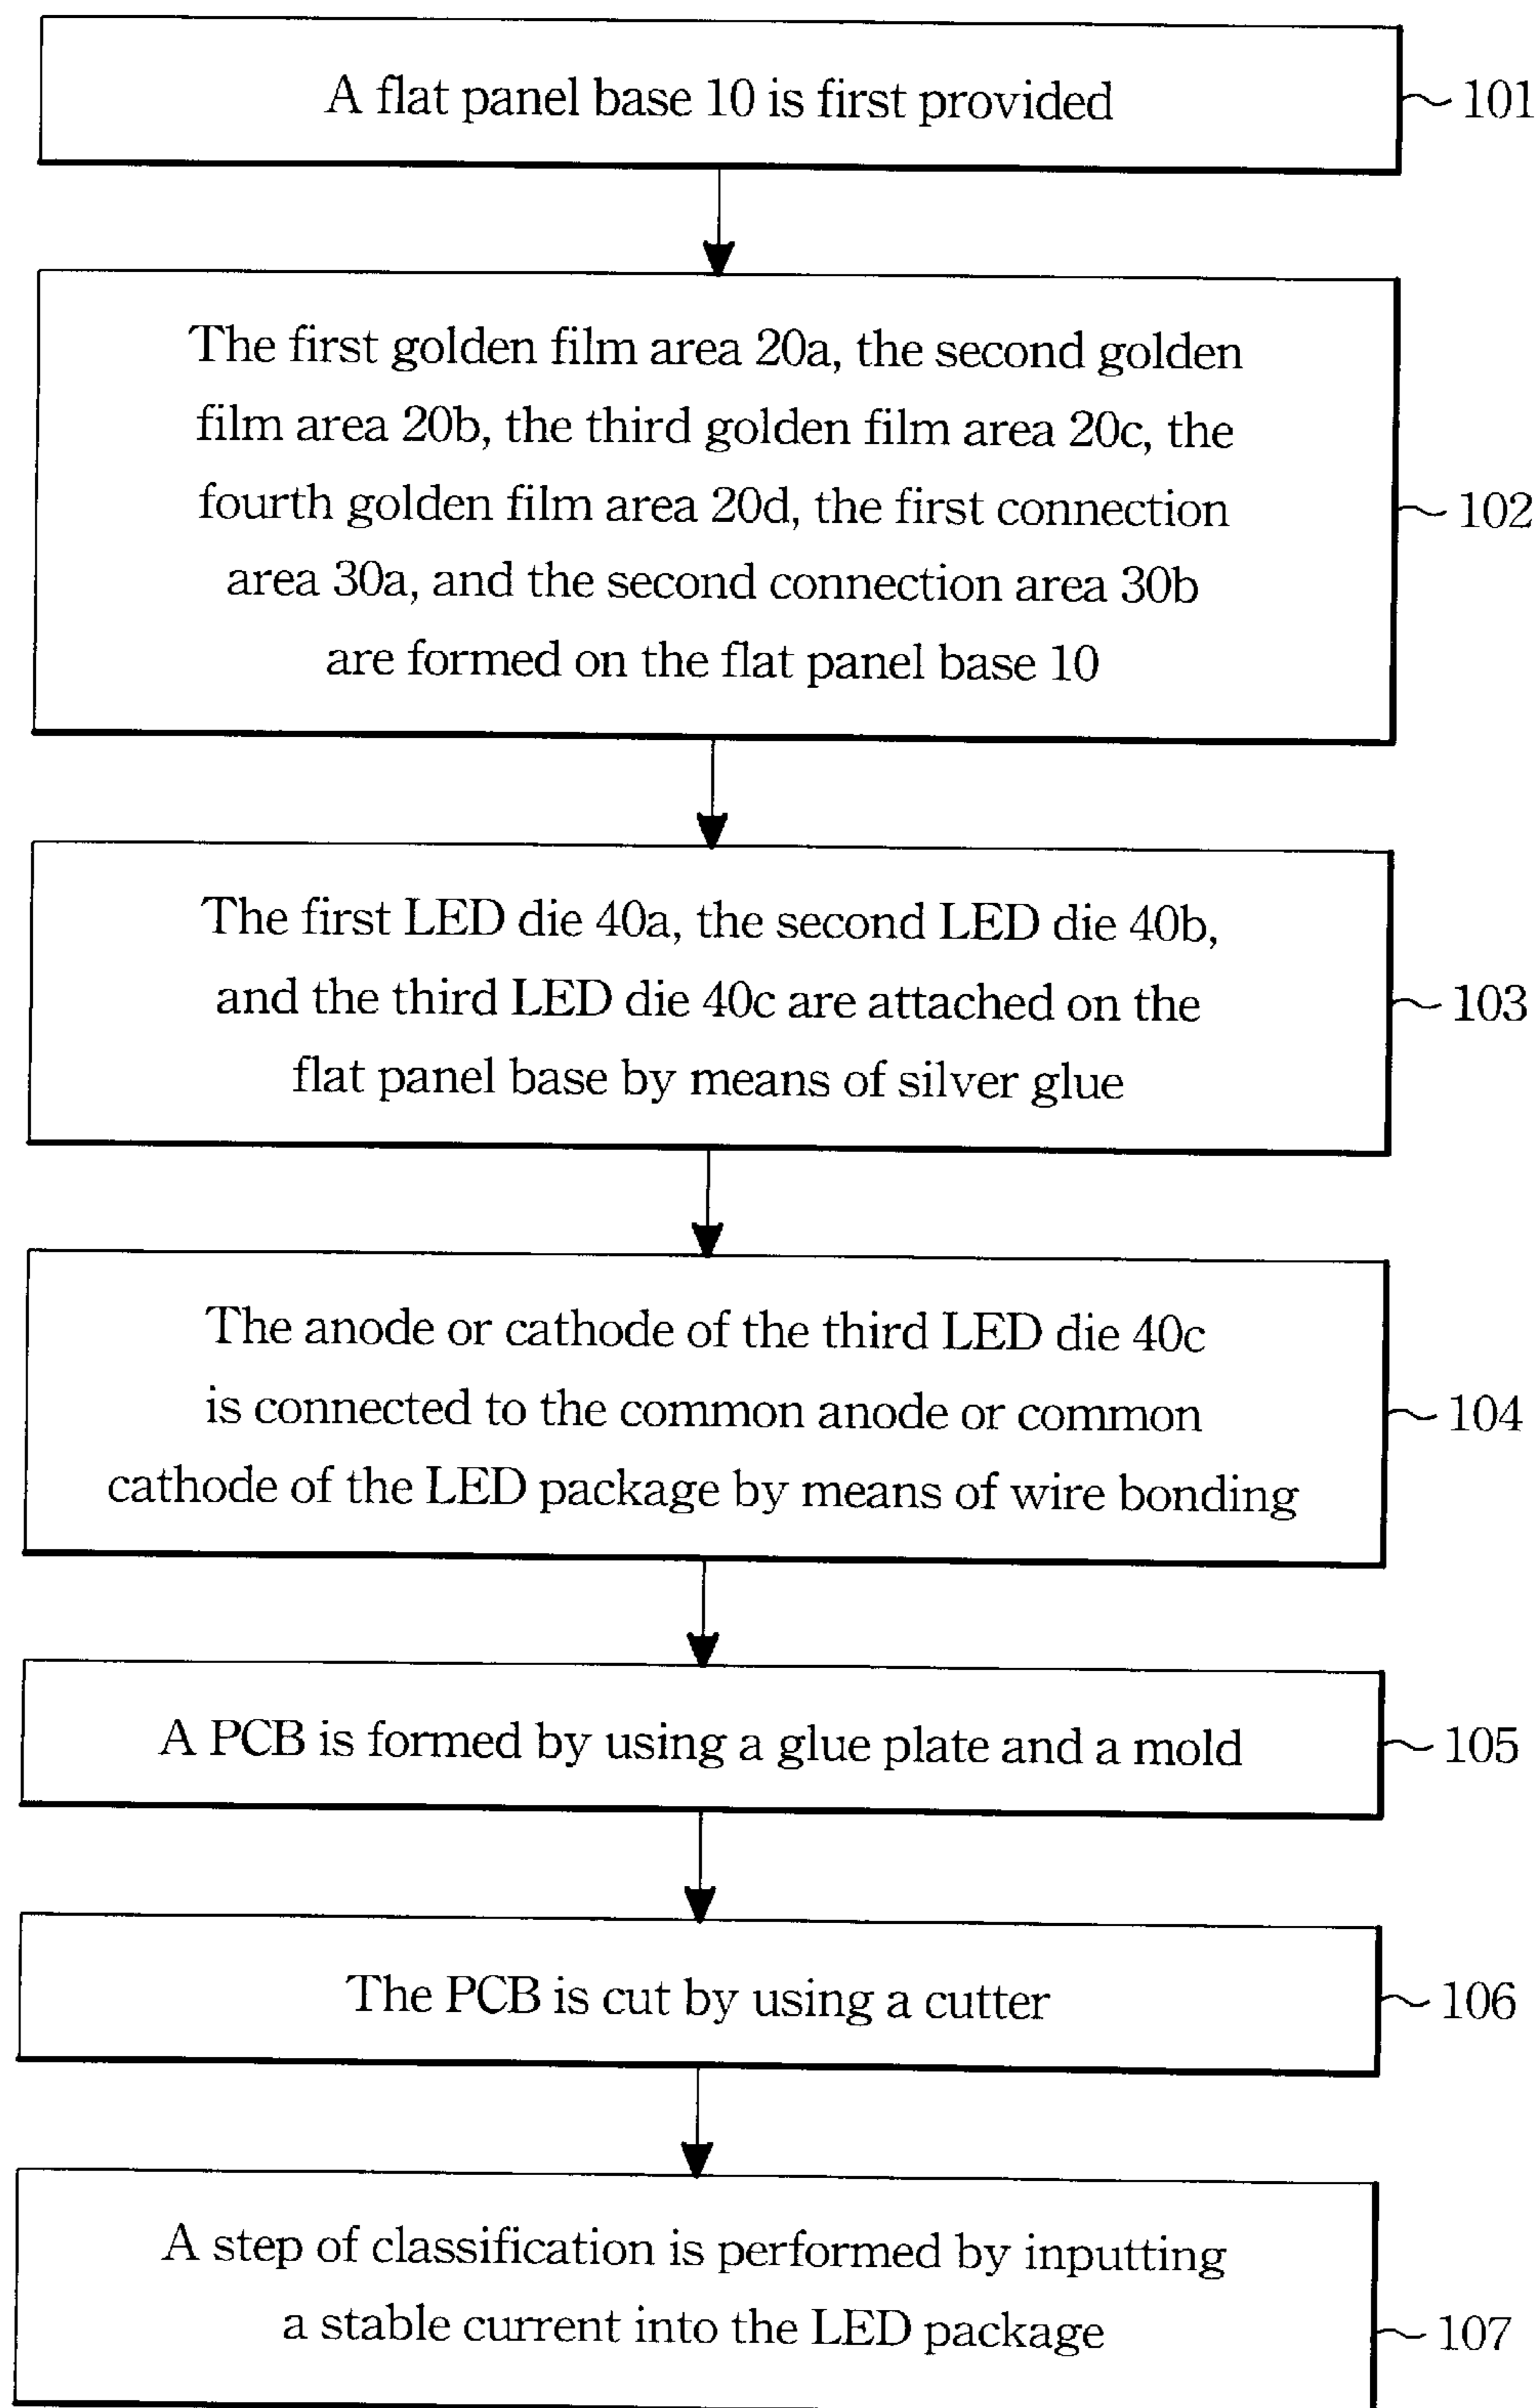 A flat panel base 10 is first provided
101
The first golden film area 20a, the second golden
film area 20b, the third golden film area 20c, the
fourth golden film area 20d, the first connection
area 30a, and the second connection area 30b
are formed on the flat panel base 10
102
The first LED die 40a, the second LED die 40b,
and the third LED die 40c are attached on the
flat panel base by means of silver glue
103
The anode or cathode of the third LED die 40c
is connected to the common anode or common
cathode of the LED package by means of wire bonding
104
A PCB is formed by using a glue plate and a mold
105
The PCB is cut by using a cutter
106
A step of classification is performed by inputting
a stable current into the LED package
107